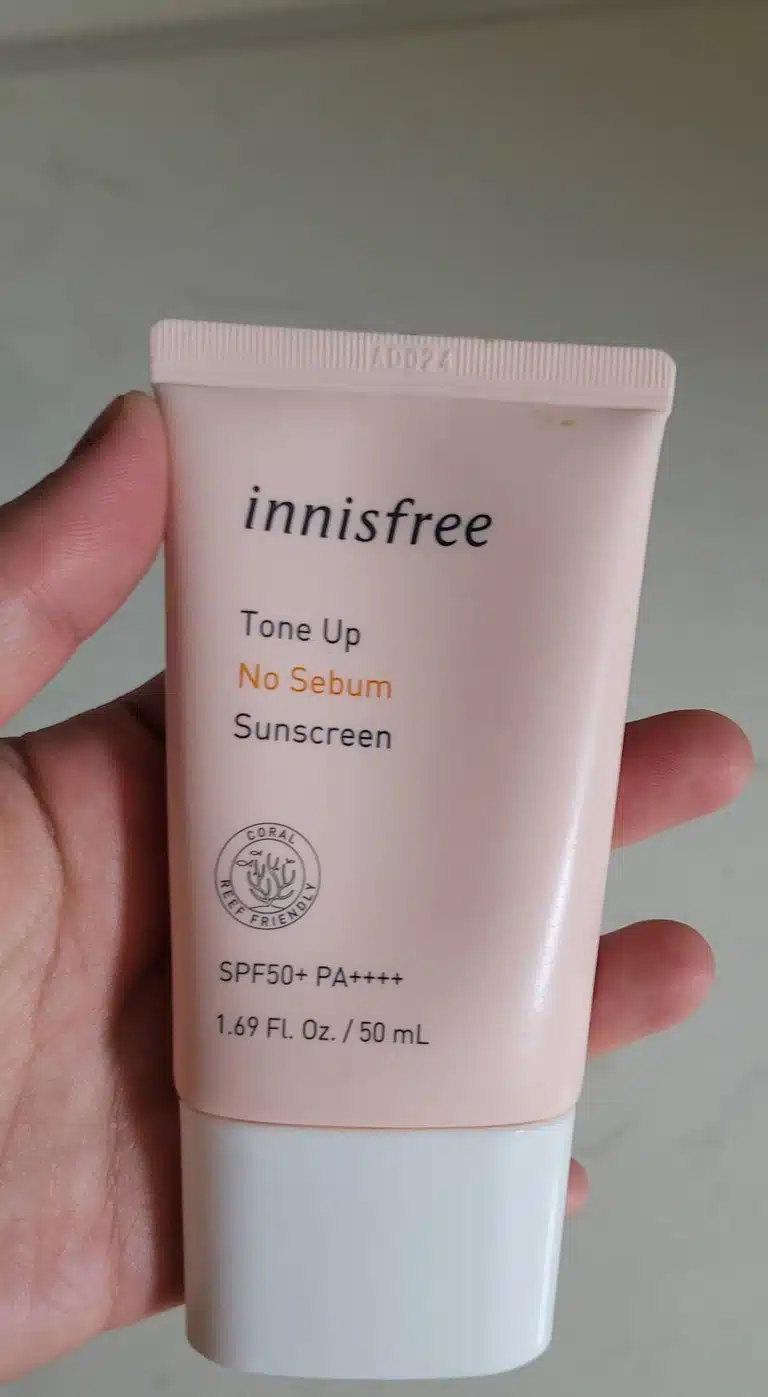 innisfree
Tone Up
No Sebum
Sunscreen
CORAL
REEF FRIENDLY
SPF50+ PA++++
1.69 Fl. Oz. / 50 mL